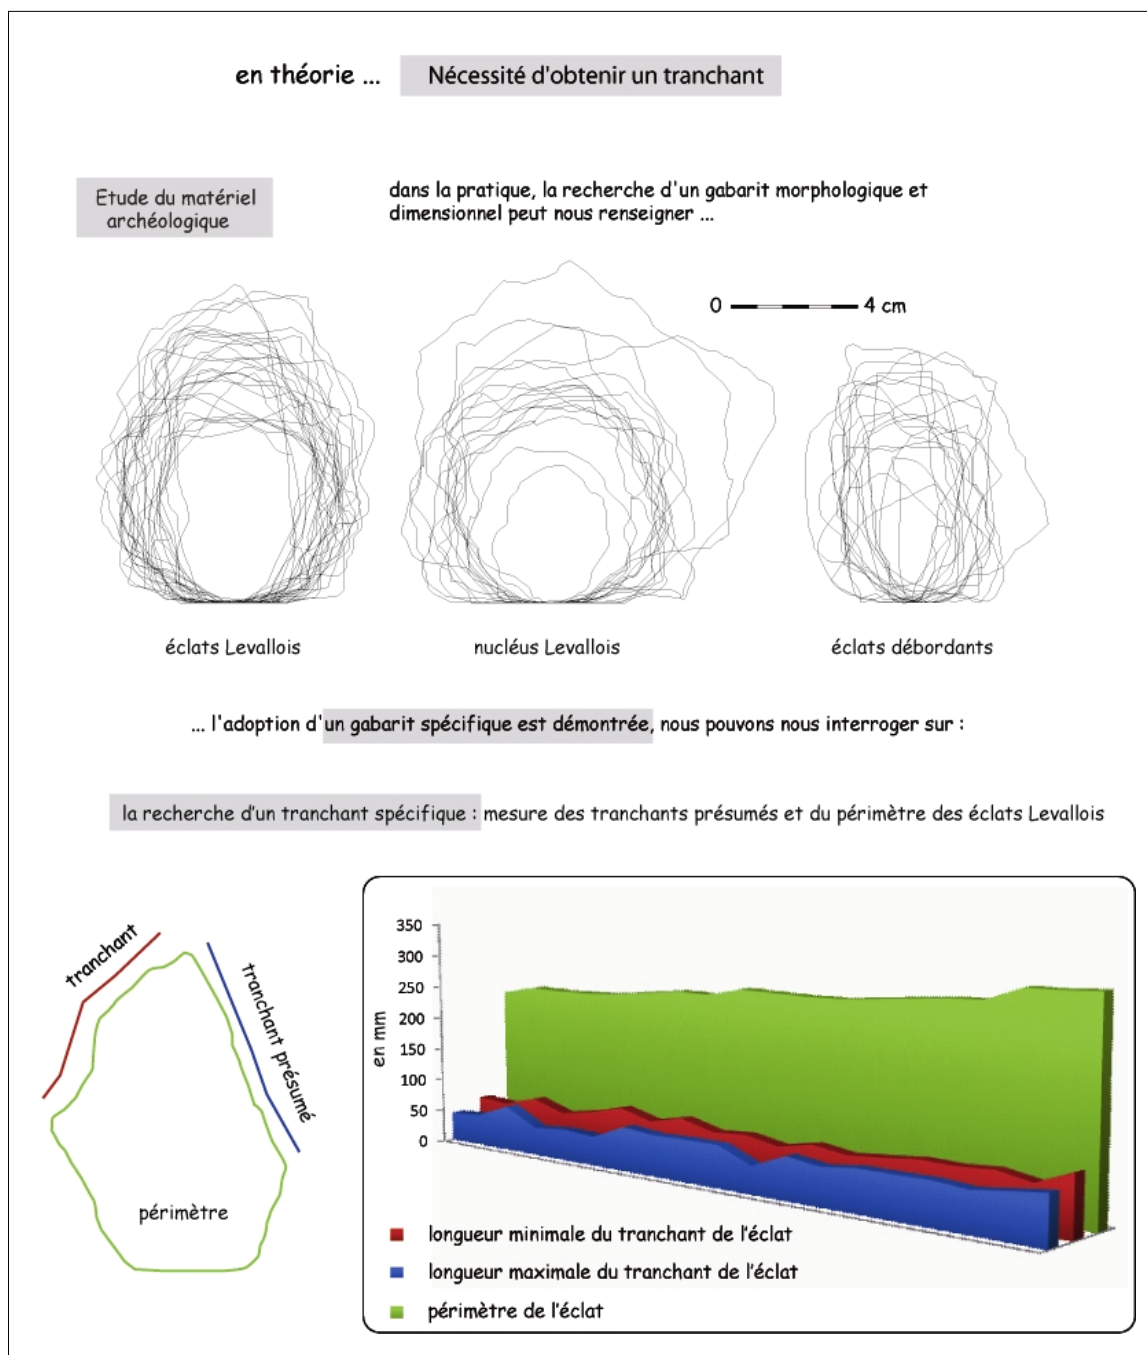 en théorie ... Nécessité d'obtenir un tranchant
Etude du matériel
archéologique
dans la pratique, la recherche d'un gabarit morphologique et
dimensionnel peut nous renseigner ...
0 4 cm
éclats Levallois
nucléus Levallois
éclats débordants
... l'adoption d'un gabarit spécifique est démontrée, nous pouvons nous interroger sur :
la recherche d'un tranchant spécifique : mesure des tranchants présumés et du périmètre des éclats Levallois
tranchant
tranchant présumé
périmètre
en mm
350
300
250
200
150
100
50
0
longueur minimale du tranchant de l'éclat
longueur maximale du tranchant de l'éclat
périmètre de l'éclat